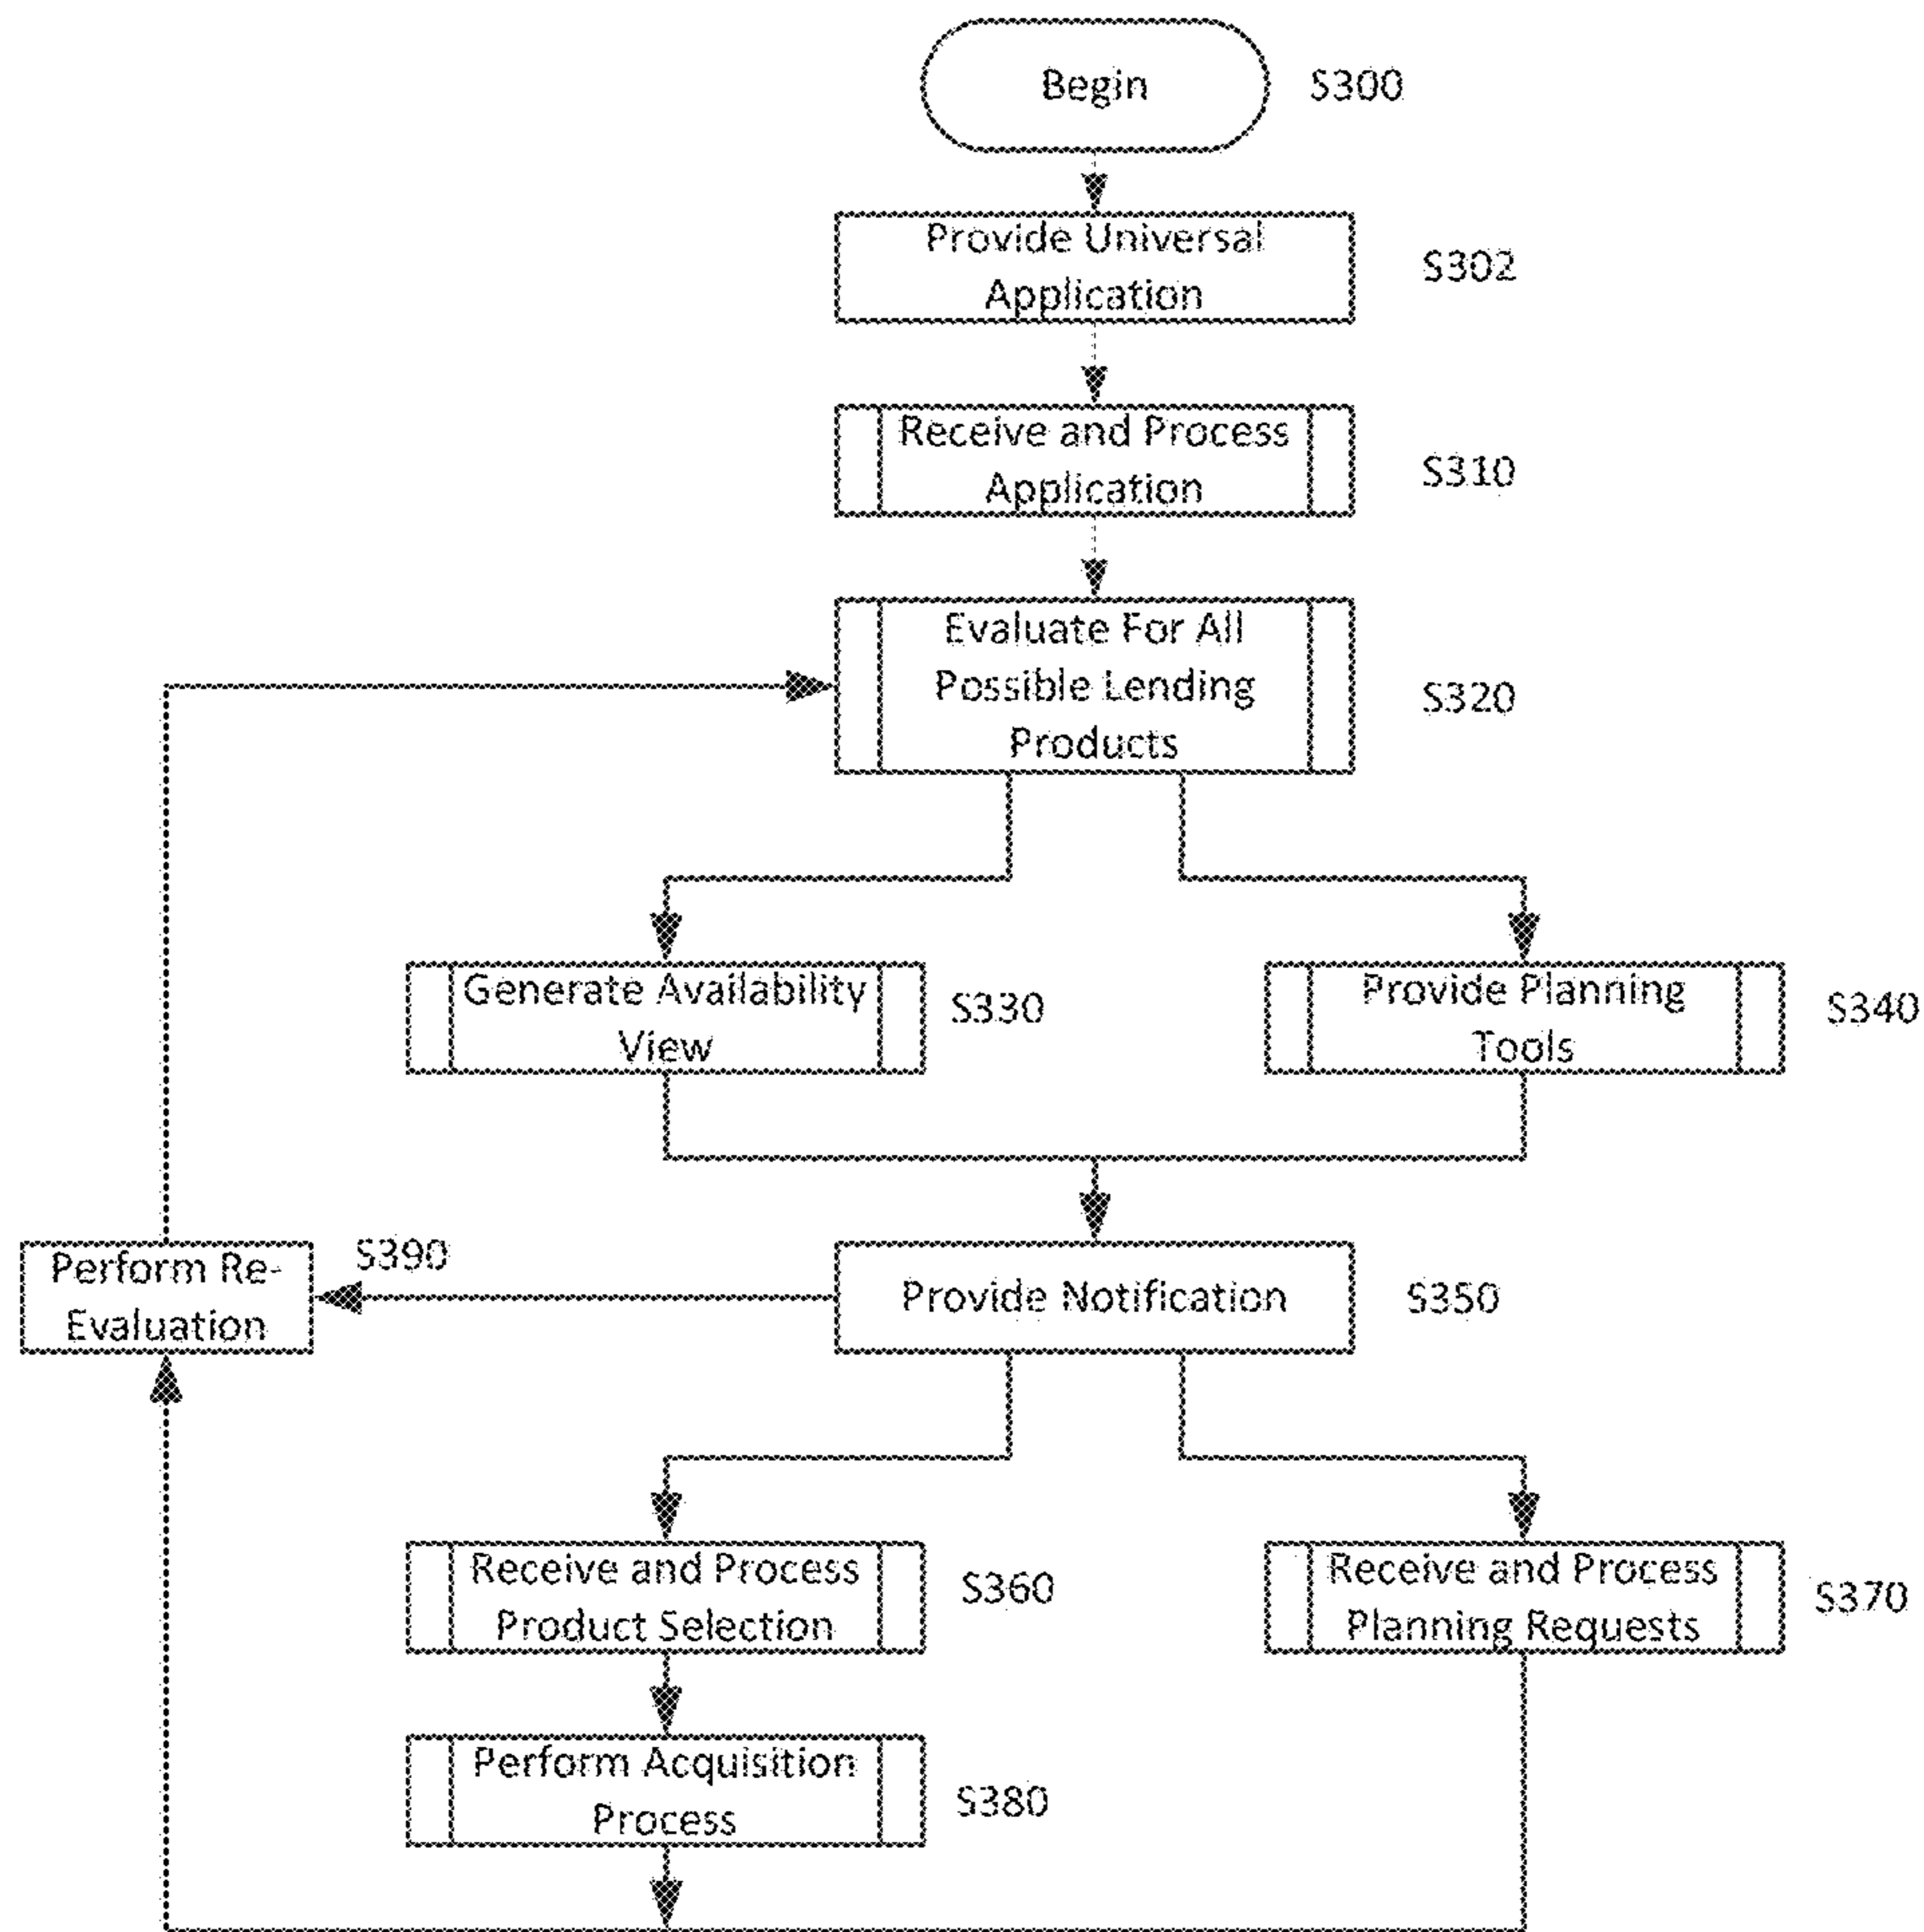 Begin
S300
Provide Universal
Application
S302
Receive and Process
Application
S310
Evaluate For All
Possible Lending
Products
S320
Generate Availability
View
S330
Provide Planning
Tools
S340
Perform Re-
Evaluation
S390
Provide Notification
S350
Receive and Process
Product Selection
S360
Receive and Process
Planning Requests
S370
Perform Acquisition
Process
S380